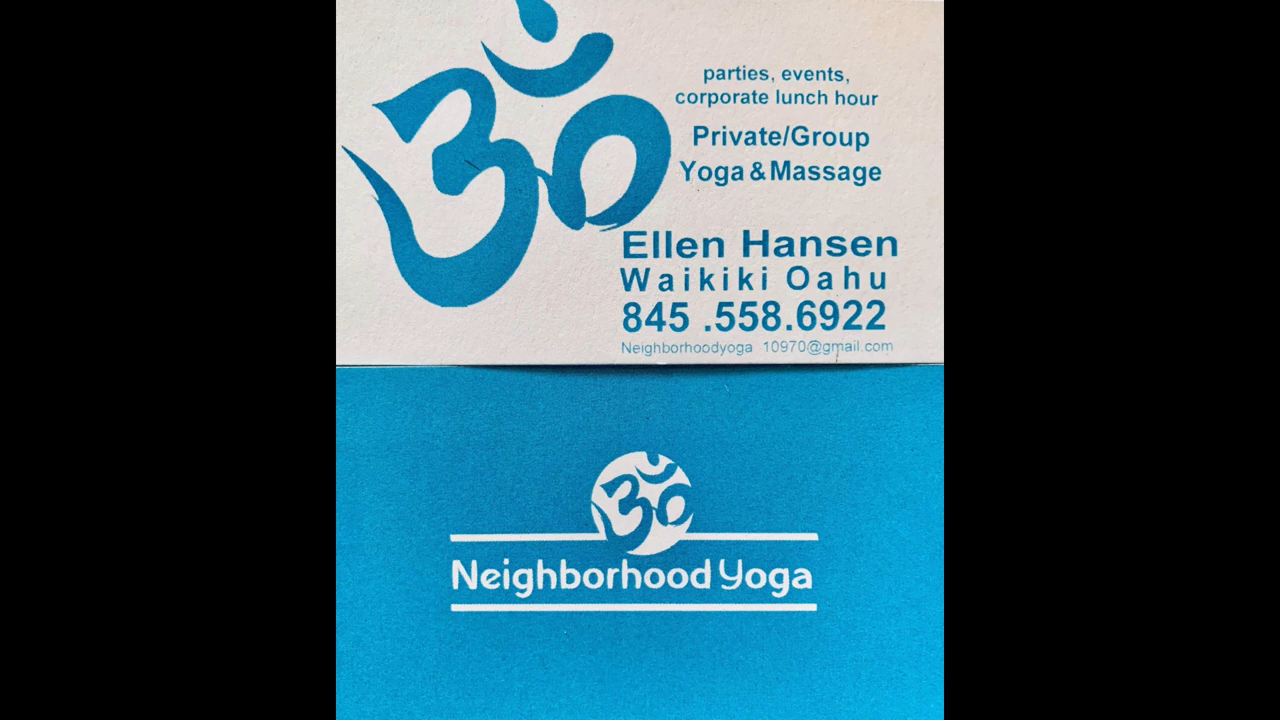 parties, events,
corporate lunch hour
Private/Group
Yoga & Massage
Ellen Hansen
Waikiki Oahu
845 .558.6922
Neighborhoodyoga 10970@gmail.com
ॐ
ॐ
Neighborhood Yoga